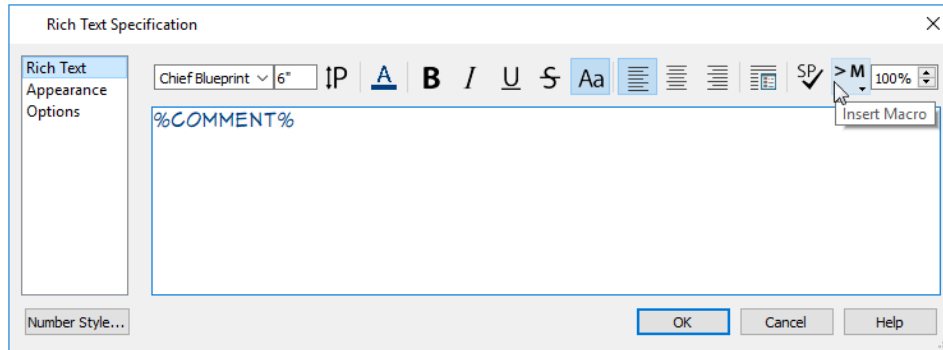 Rich Text Specification
Rich Text
Appearance
Options
Chief Blueprint 6" P A B I U S Aa SP > M 100%
Insert Macro
%COMMENT%
Number Style...
OK Cancel Help